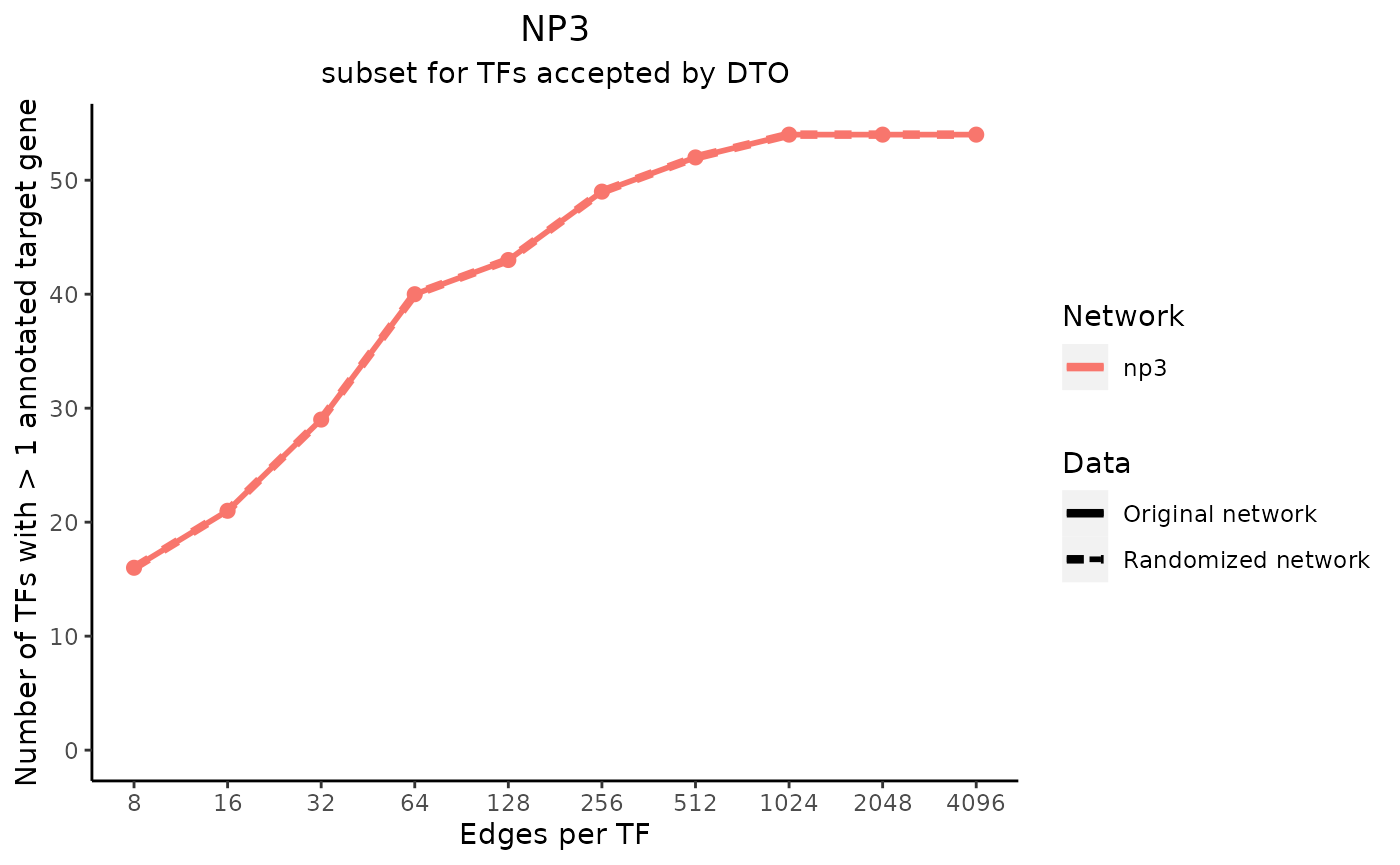 NP3
subset for TFs accepted by DTO
Number of TFs with > 1 annotated target gene
50
40
30
20
10
0
8 16 32 64 128 256 512 1024 2048 4096
Edges per TF
Network
np3
Data
Original network
Randomized network